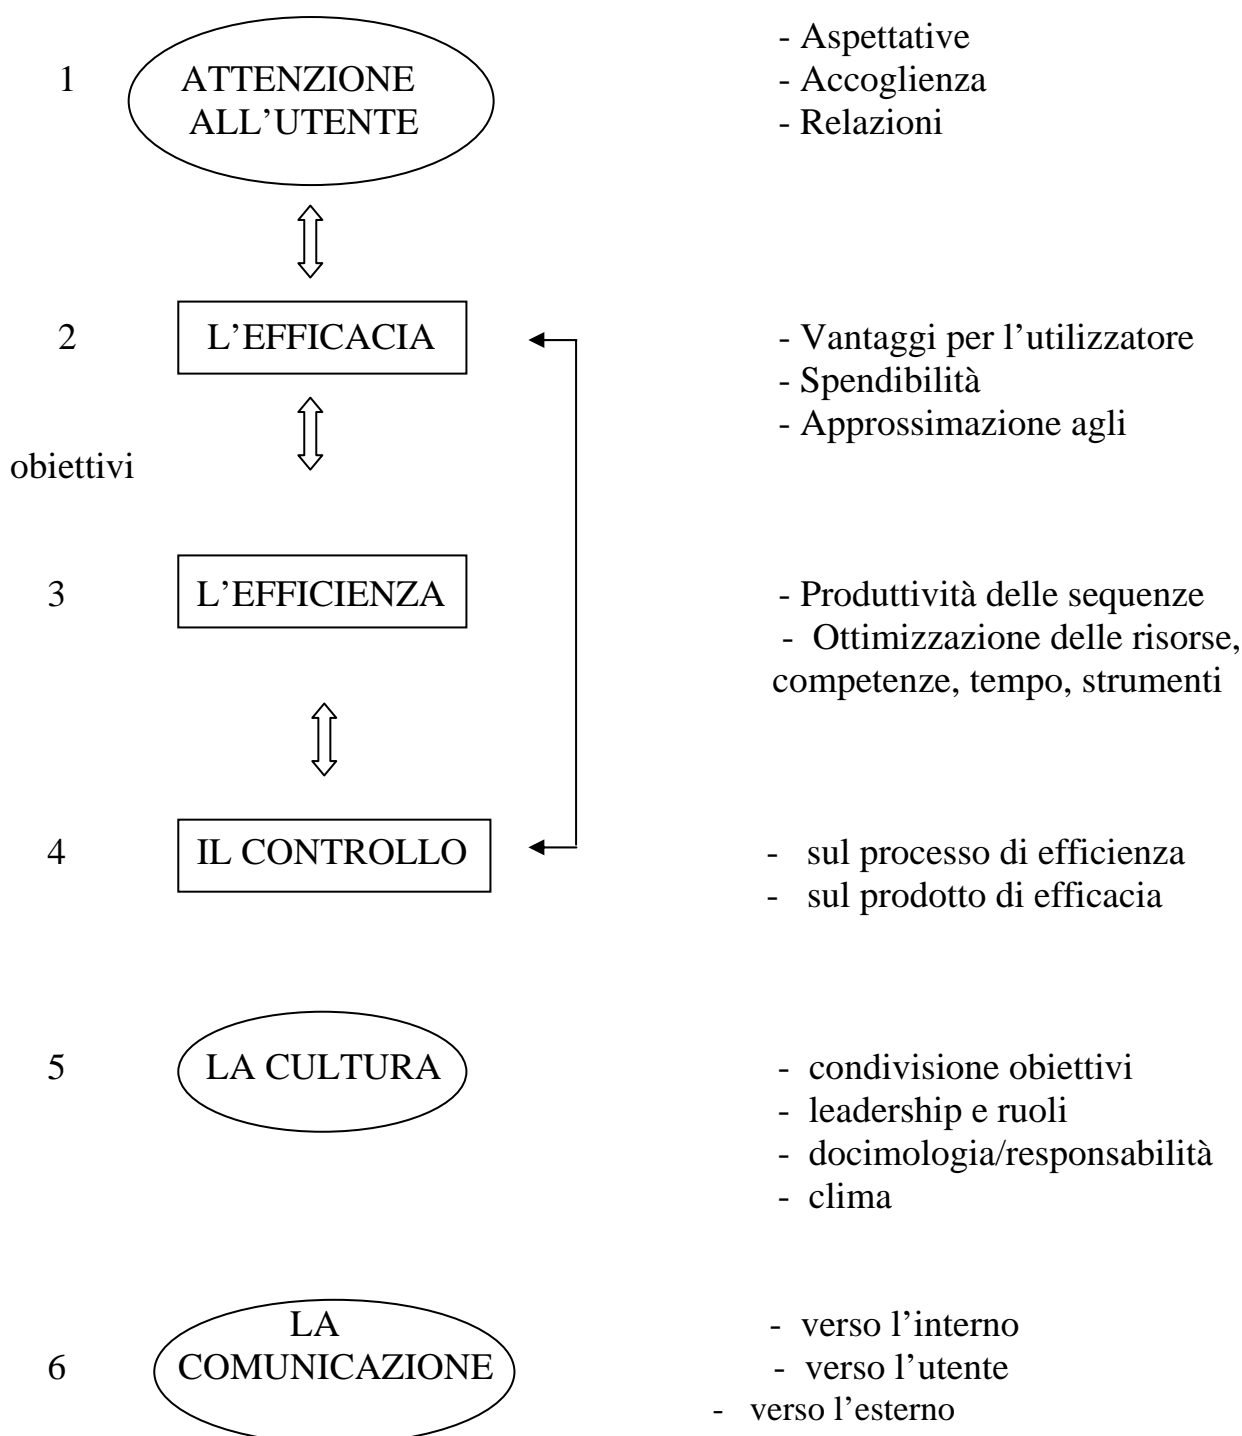 - Aspettative
1 ATTENZIONE - Accoglienza
ALL’UTENTE - Relazioni
2 L’EFFICACIA - Vantaggi per l’utilizzatore
- Spendibilità
- Approssimazione agli
obiettivi
3 L’EFFICIENZA - Produttività delle sequenze
- Ottimizzazione delle risorse,
competenze, tempo, strumenti
4 IL CONTROLLO - sul processo di efficienza
- sul prodotto di efficacia
5 LA CULTURA - condivisione obiettivi
- leadership e ruoli
- docimologia/responsabilità
- clima
LA - verso l’interno
6 COMUNICAZIONE - verso l’utente
- verso l’esterno